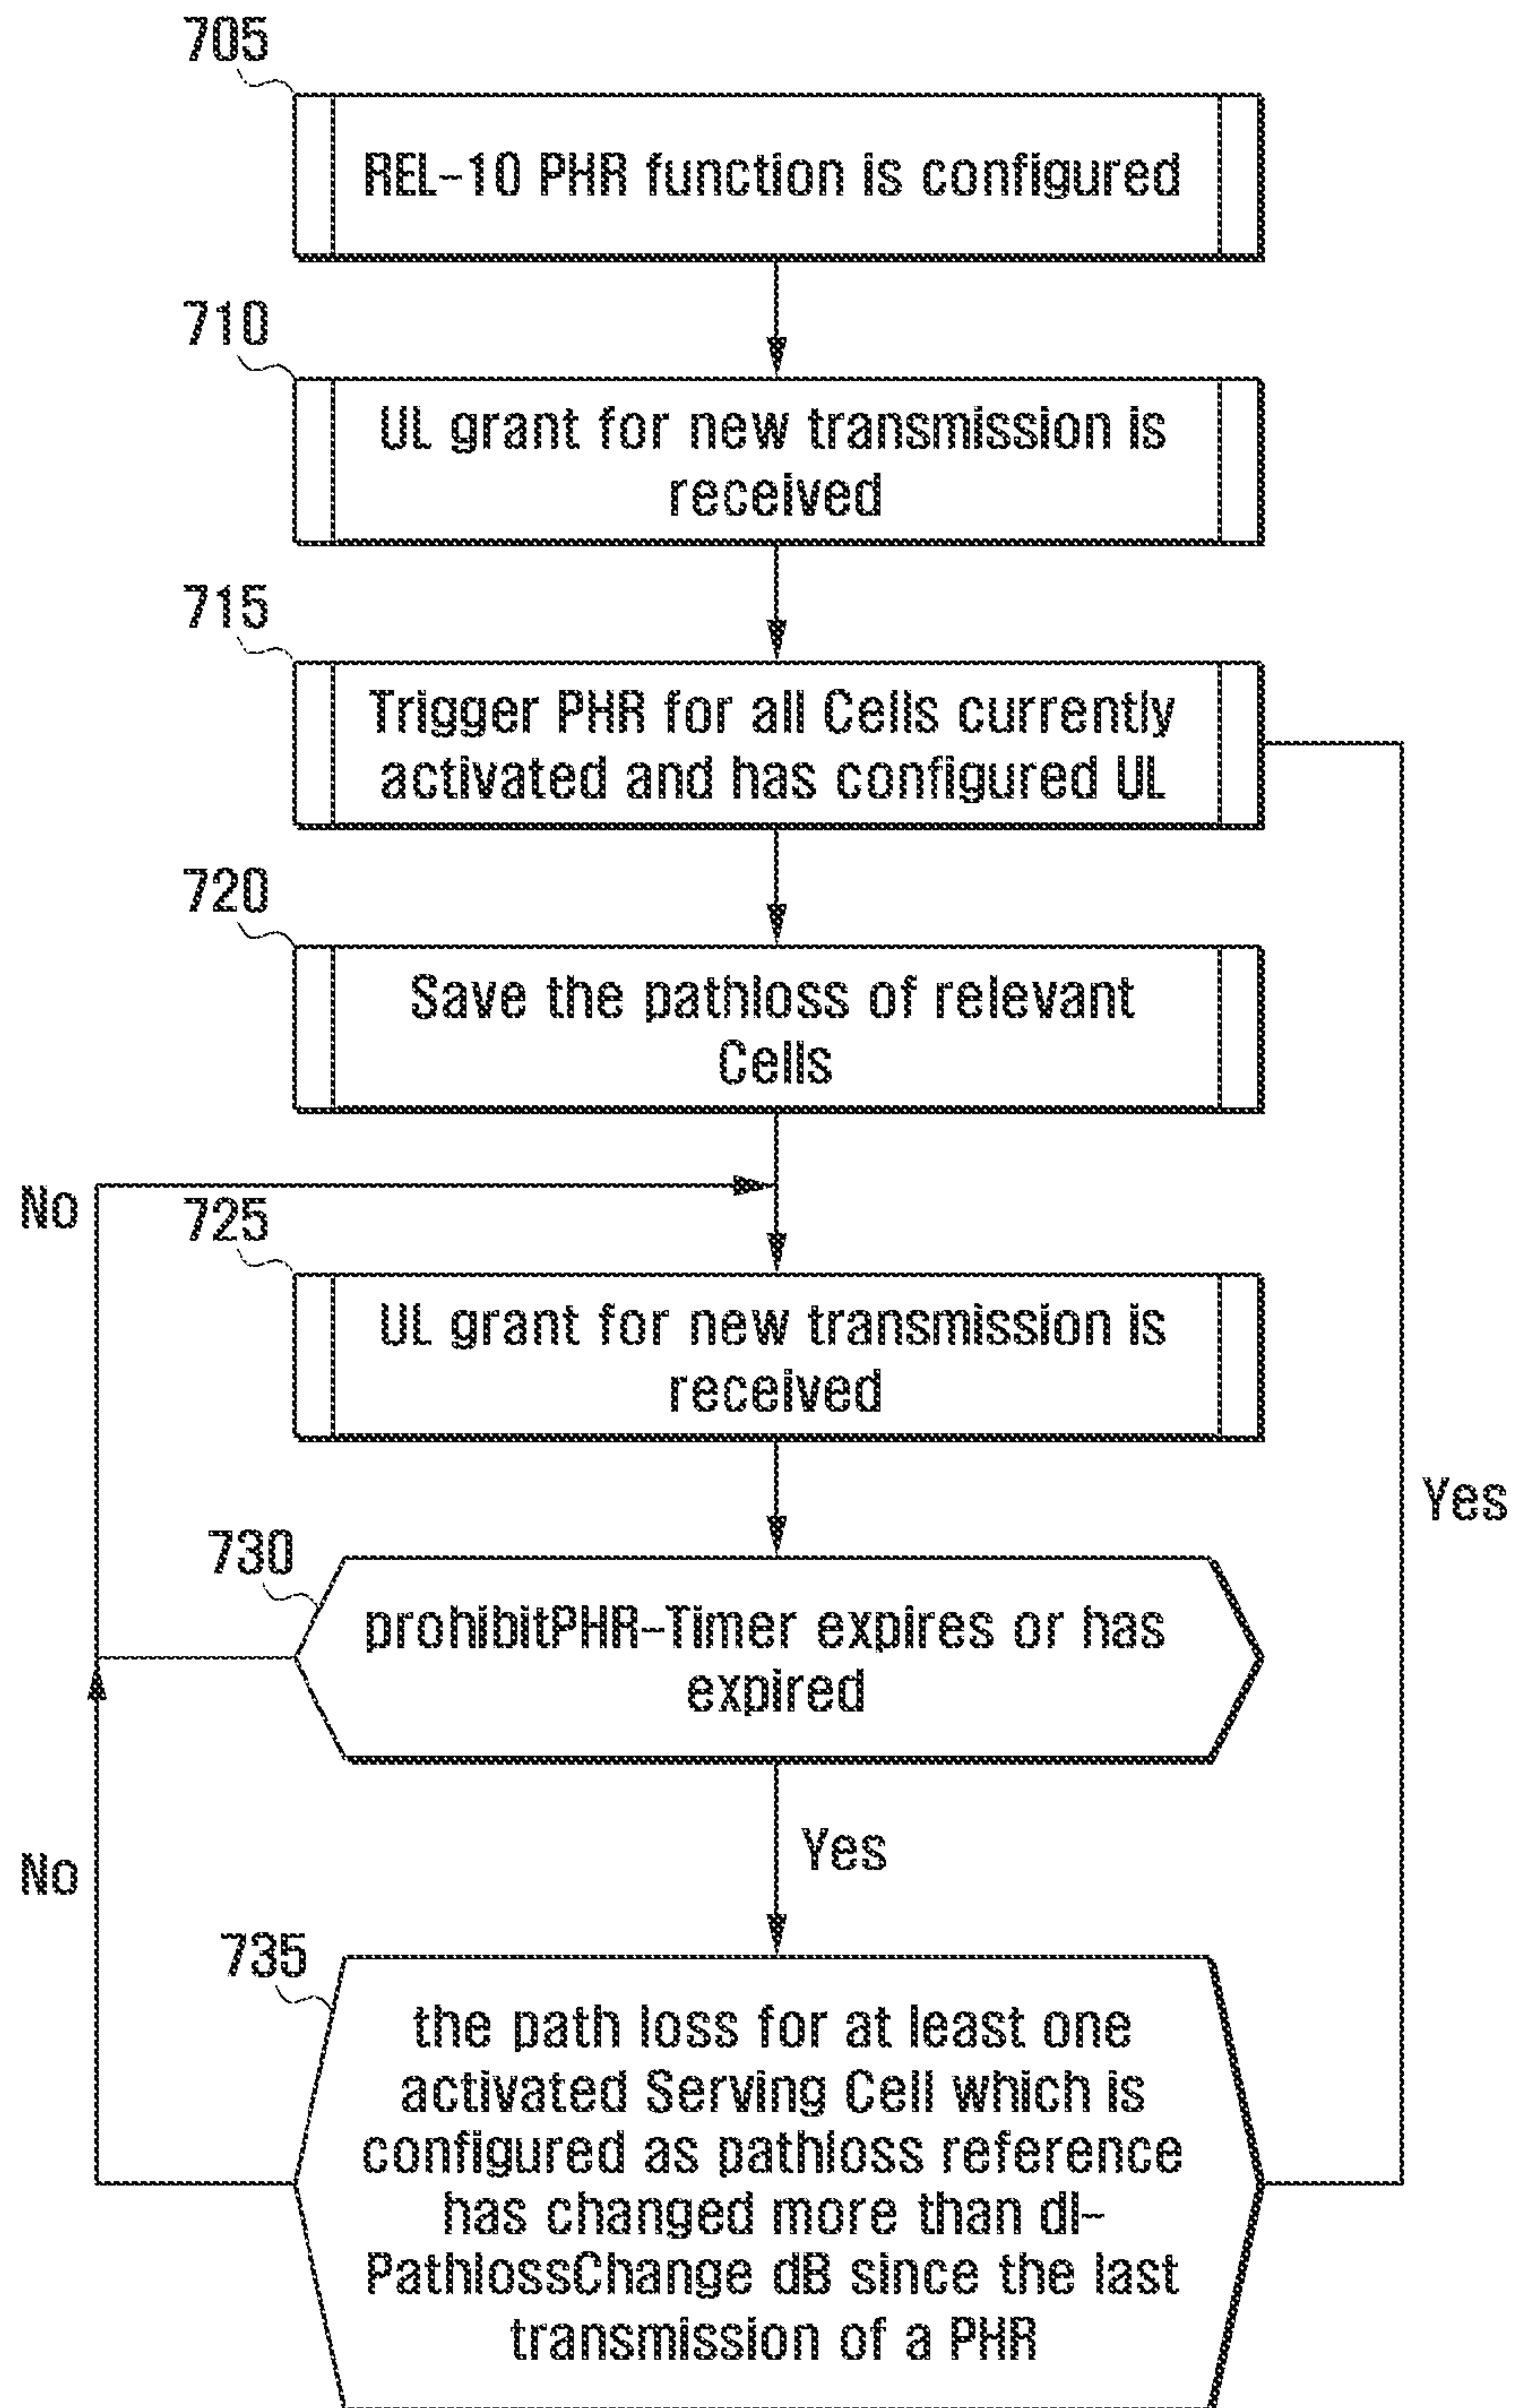 705
REL-10 PHR function is configured
710
UL grant for new transmission is
received
715
Trigger PHR for all Cells currently
activated and has configured UL
720
Save the pathloss of relevant
Cells
No
725
UL grant for new transmission is
received
Yes
730
prohibitPHR-Timer expires or has
expired
Yes
No
735
the path loss for at least one
activated Serving Cell which is
configured as pathloss reference
has changed more than dl-
PathlossChange dB since the last
transmission of a PHR